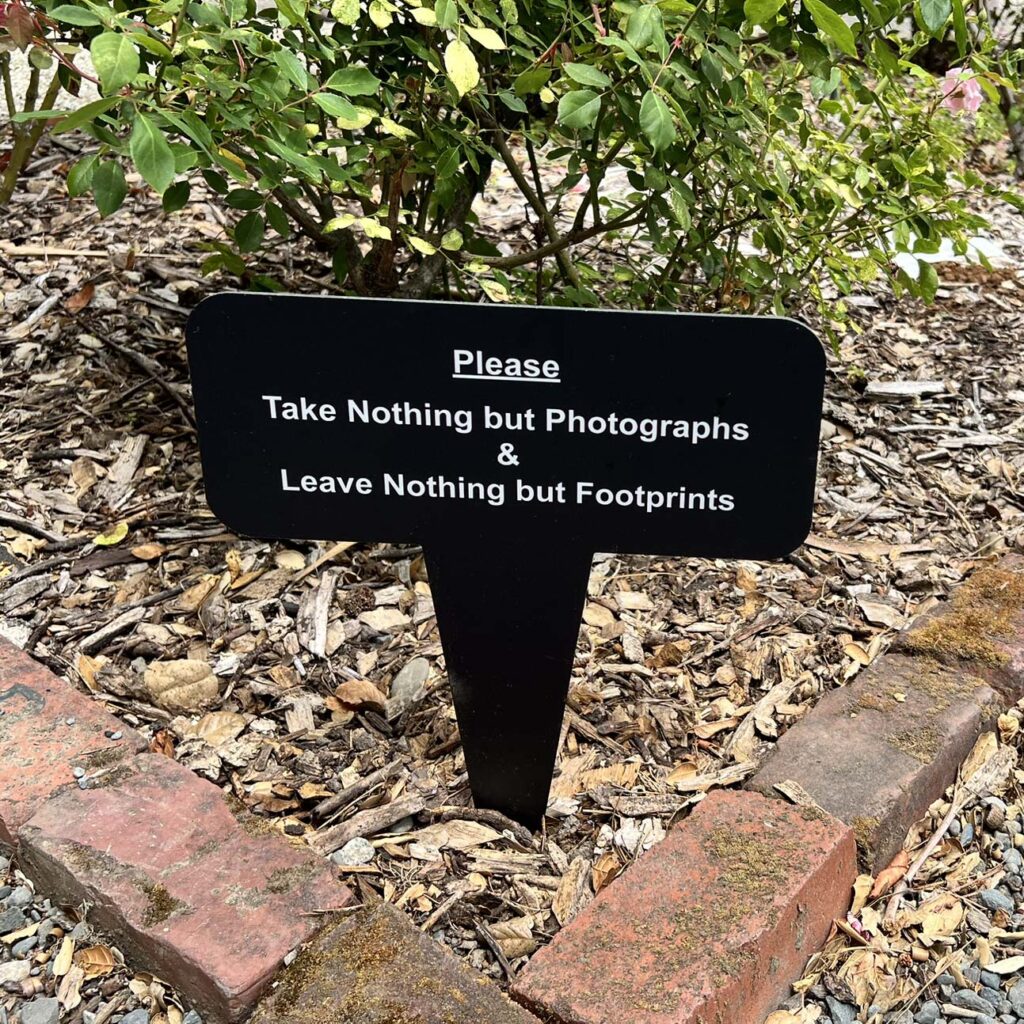 Please
Take Nothing but Photographs
&
Leave Nothing but Footprints